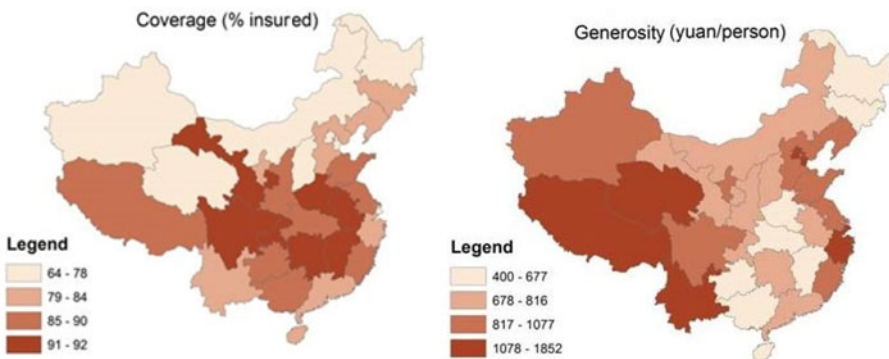 Coverage (% insured)
Legend
64 - 78
79 - 84
85 - 90
91 - 92
Generosity (yuan/person)
Legend
400 - 677
678 - 816
817 - 1077
1078 - 1852